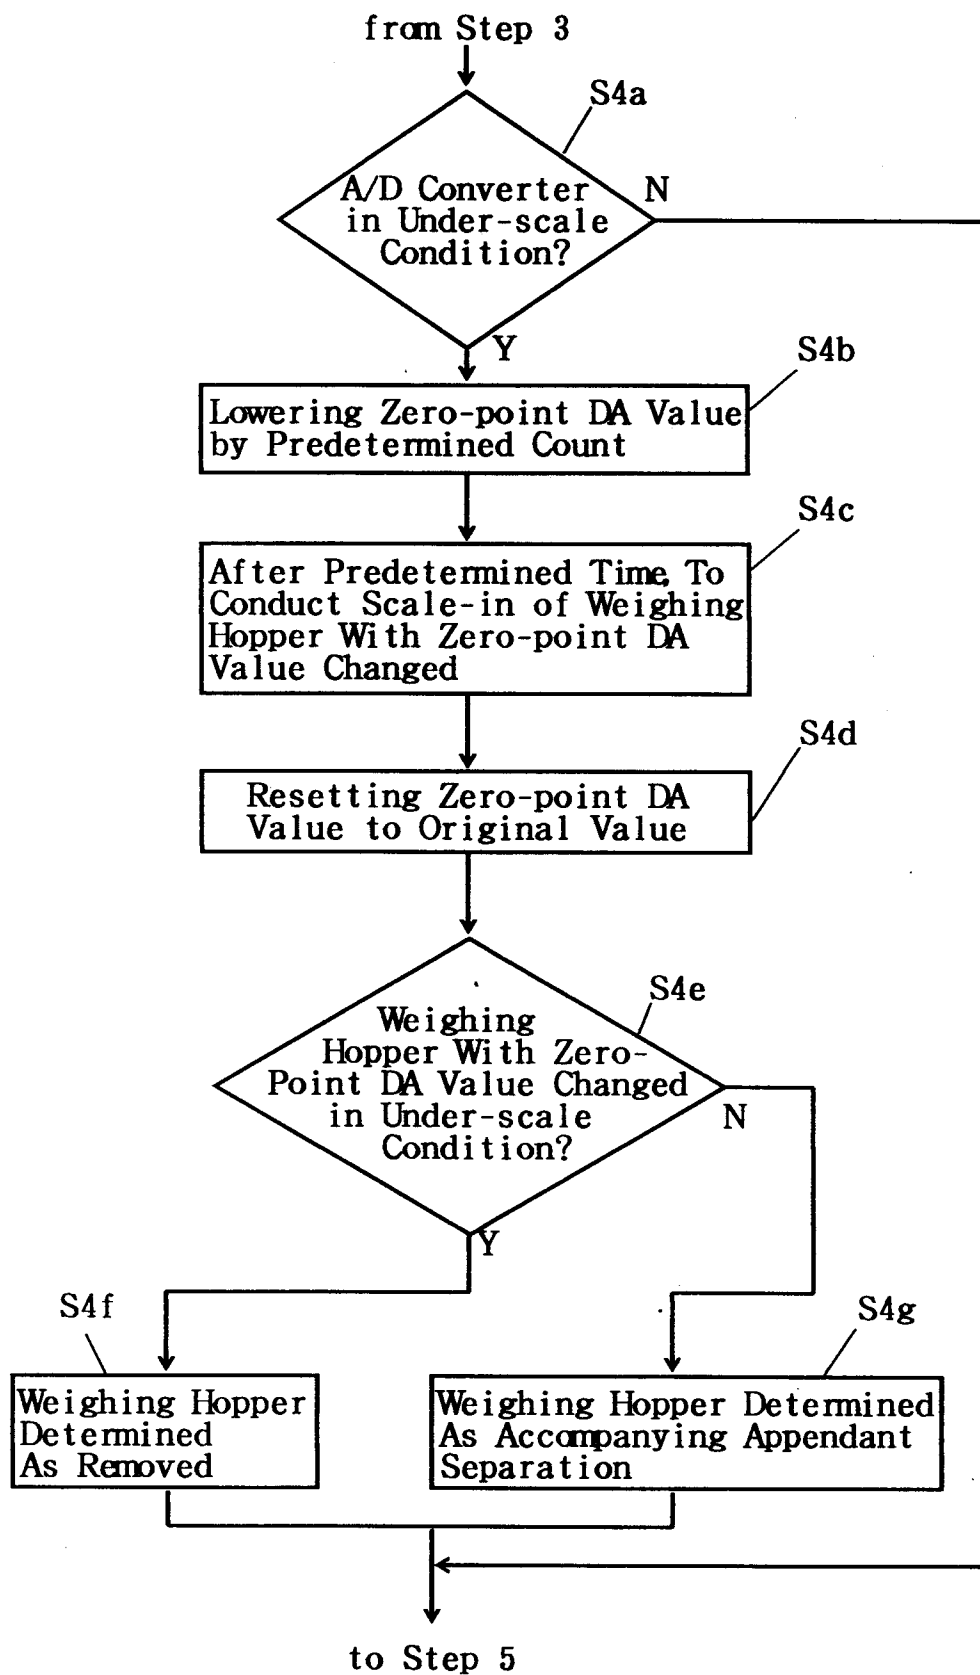 from Step 3
S4a
A/D Converter
in Under-scale
Condition?
N
Y
S4b
Lowering Zero-point DA Value
by Predetermined Count
S4c
After Predetermined Time, To
Conduct Scale-in of Weighing
Hopper With Zero-point DA
Value Changed
S4d
Resetting Zero-point DA
Value to Original Value
S4e
Weighing
Hopper With Zero-
Point DA Value Changed
in Under-scale
Condition?
N
Y
S4f
Weighing Hopper
Determined
As Removed
S4g
Weighing Hopper Determined
As Accompanying Appendant
Separation
to Step 5